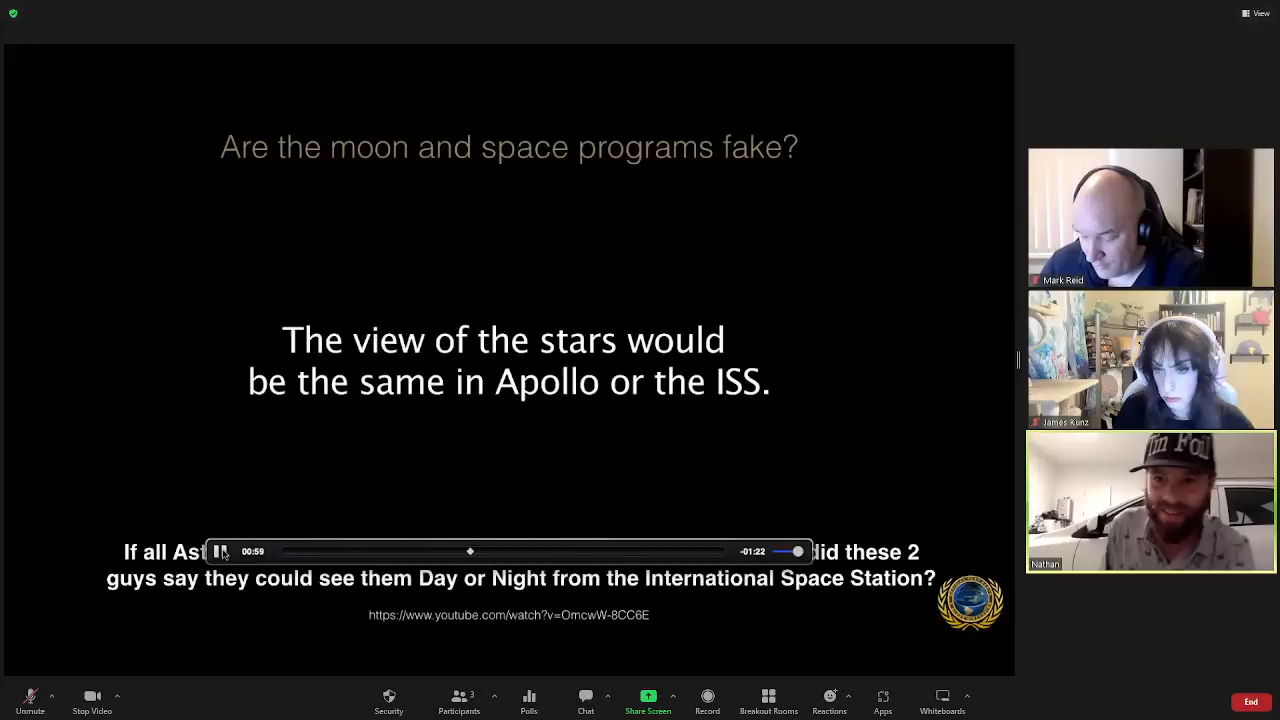 View
Are the moon and space programs fake?
The view of the stars would
be the same in Apollo or the ISS.
If all Ast
did these 2
00:59
-01:22
guys say they could see them Day or Night from the International Space Station?
https://www.youtube.com/watch?v=OmcwW-8CC6E
Mark Reid
James Kunz
Tin Foil
Nathan
Unmute
Stop Video
Security
3
Participants
Polls
Chat
Share Screen
Record
Breakout Rooms
Reactions
Apps
Whiteboards
End